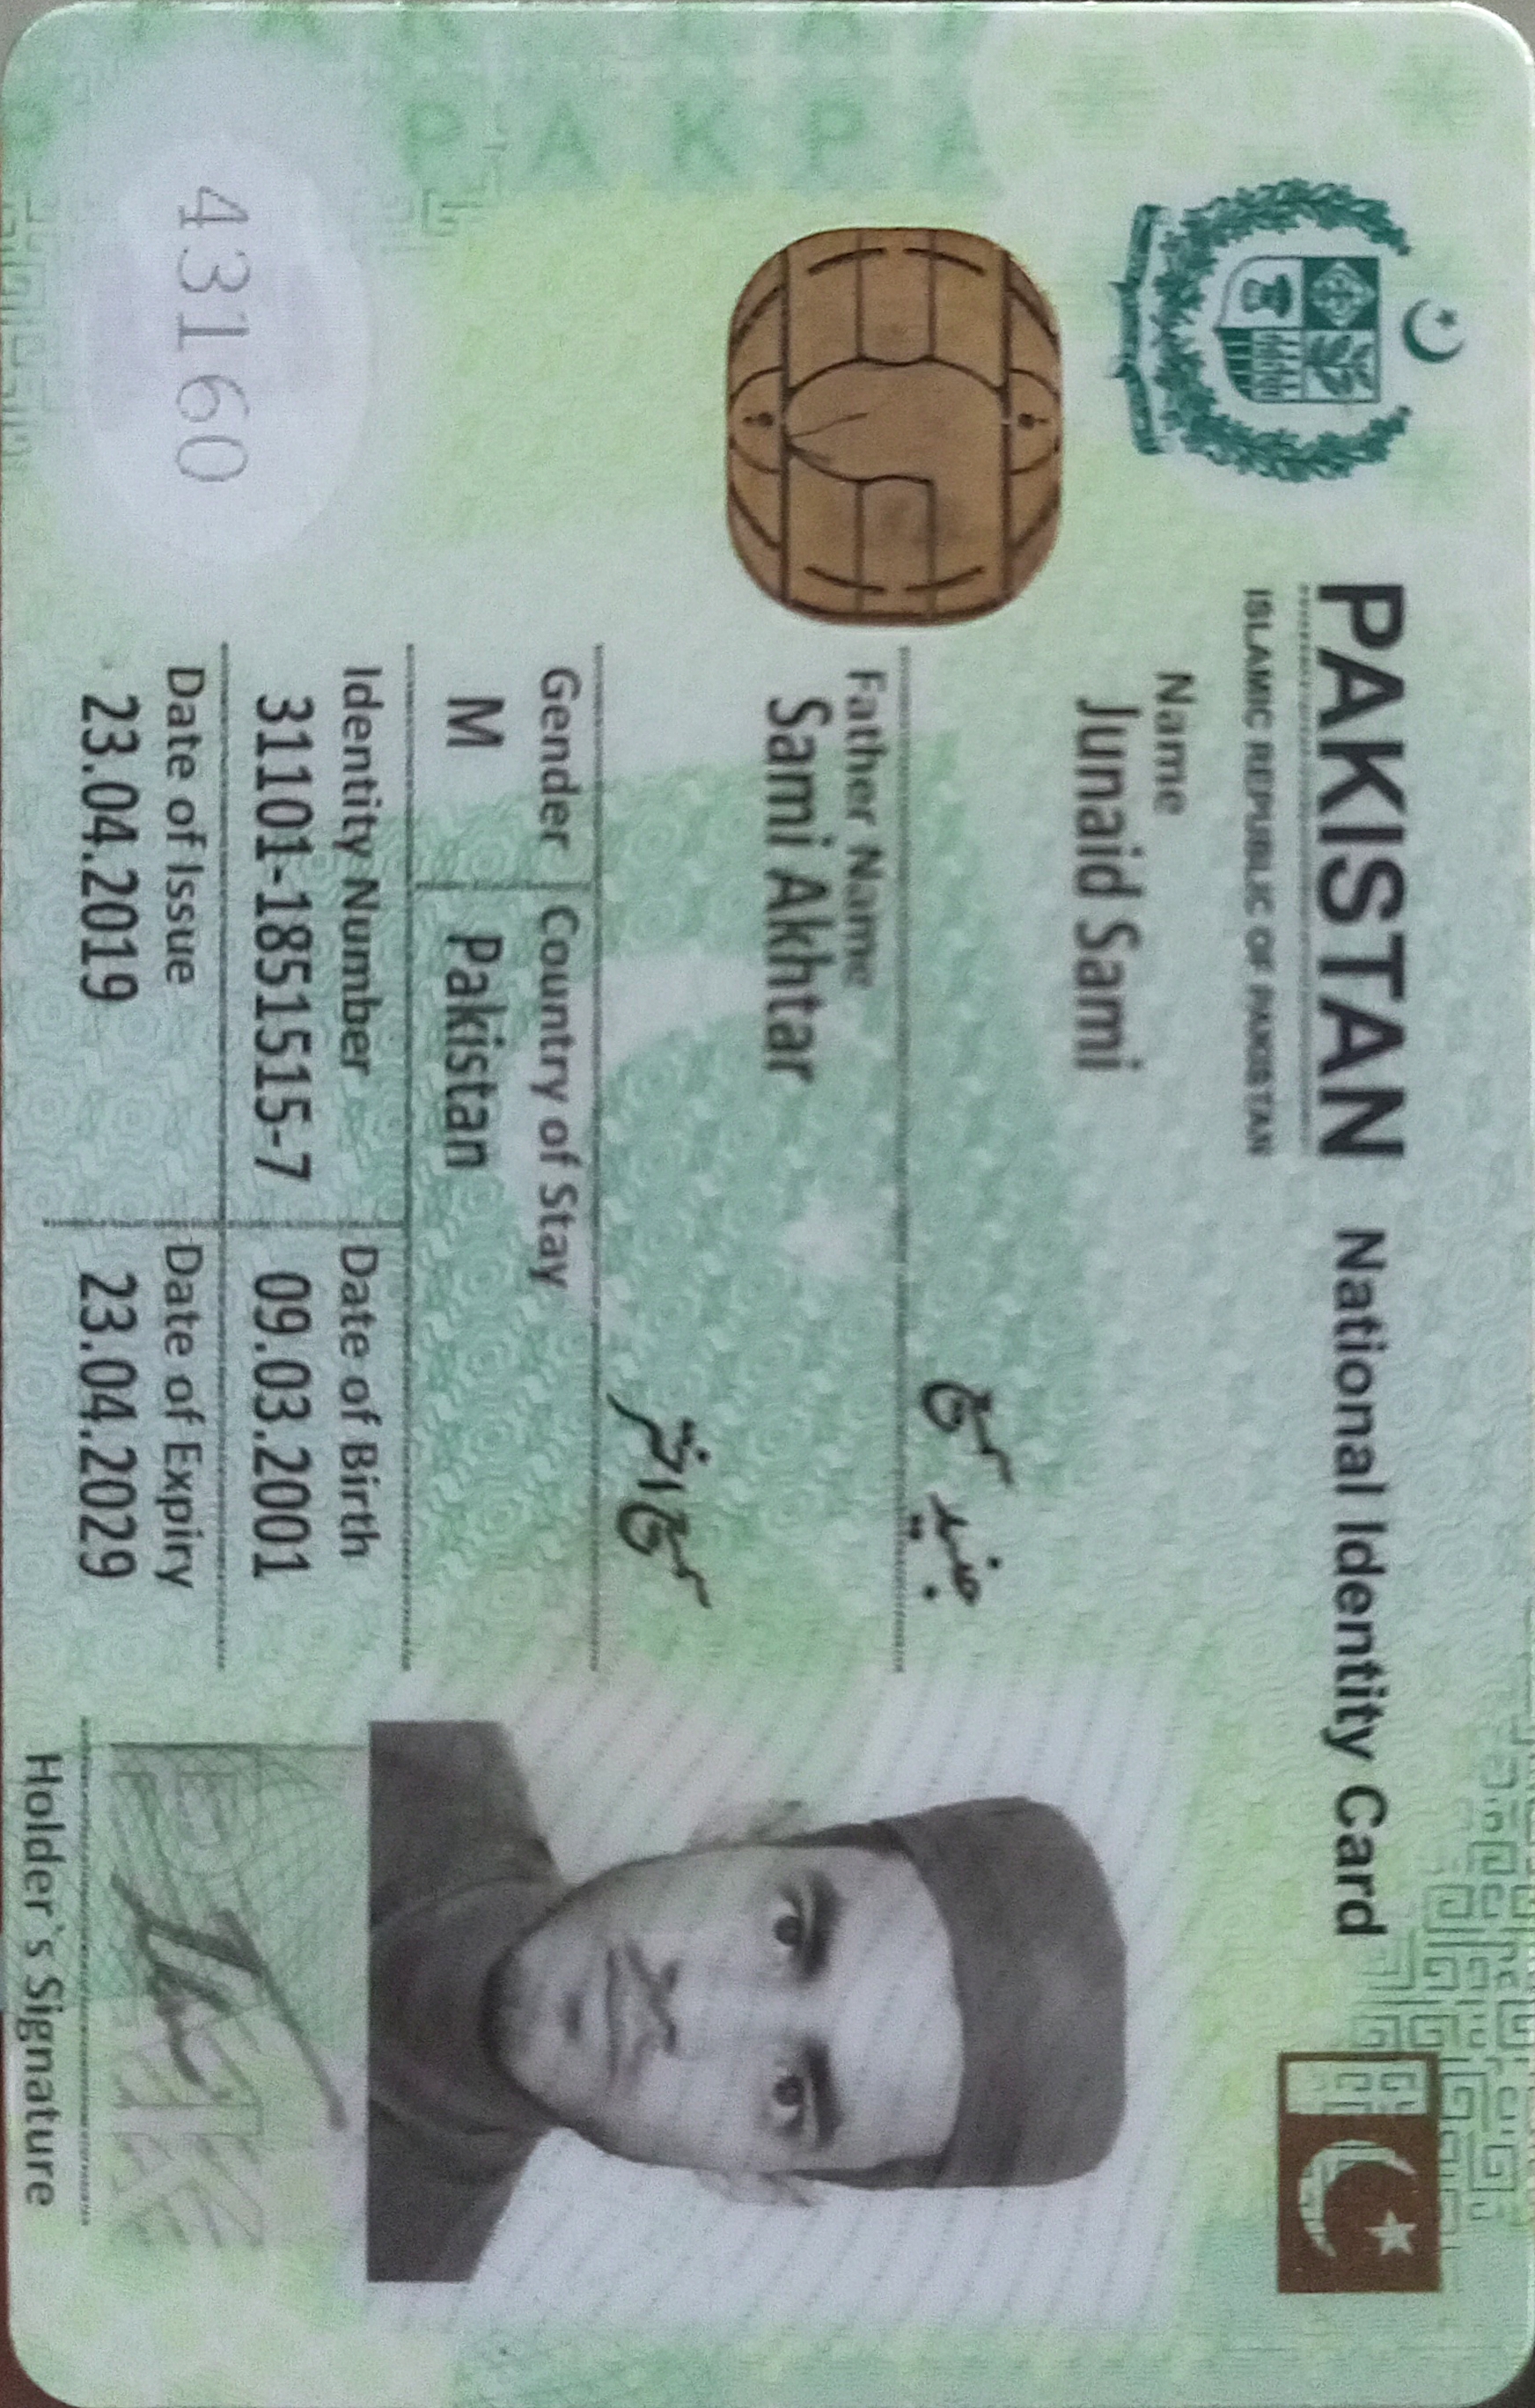 PAKISTAN National Identity Card
ISLAMIC REPUBLIC OF PAKISTAN
Name
Junaid Sami
جنید سمیع
Father Name
Sami Akhtar
سمیع اختر
Gender
Country of Stay
M
Pakistan
Identity Number
Date of Birth
31101-1851515-7
09.03.2001
Date of Issue
Date of Expiry
23.04.2019
23.04.2029
43160
Holder`s Signature
PAKPA